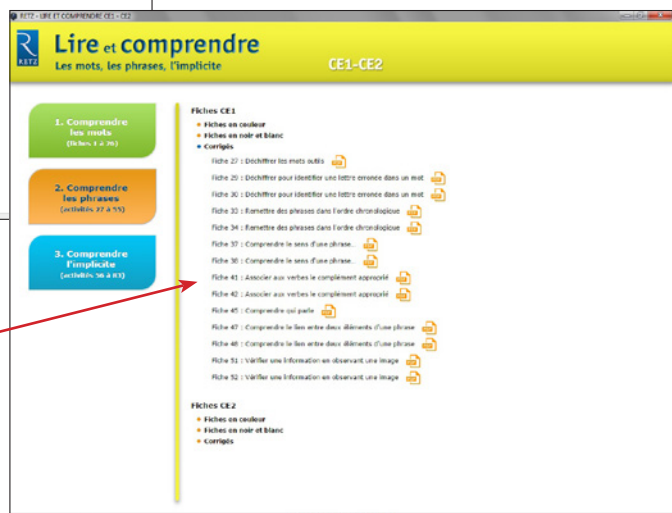 RETZ - LIRE ET COMPRENDRE CE1 - CE2
RETZ
Lire et comprendre
Les mots, les phrases, l'implicite
CE1-CE2
1. Comprendre
les mots
(fiches 1 à 26)
2. Comprendre
les phrases
(activités 27 à 55)
3. Comprendre
l'implicite
(activités 56 à 83)
Fiches CE1
Fiches en couleur
Fiches en noir et blanc
Corrigés
Fiche 27 : Déchiffrer les mots outils
Fiche 29 : Déchiffrer pour identifier une lettre erronée dans un mot
Fiche 30 : Déchiffrer pour identifier une lettre erronée dans un mot
Fiche 33 : Remettre des phrases dans l'ordre chronologique
Fiche 34 : Remettre des phrases dans l'ordre chronologique
Fiche 37 : Comprendre le sens d'une phrase...
Fiche 38 : Comprendre le sens d'une phrase...
Fiche 41 : Associer aux verbes le complément approprié
Fiche 42 : Associer aux verbes le complément approprié
Fiche 45 : Comprendre qui parle
Fiche 47 : Comprendre le lien entre deux éléments d'une phrase
Fiche 48 : Comprendre le lien entre deux éléments d'une phrase
Fiche 51 : Vérifier une information en observant une image
Fiche 52 : Vérifier une information en observant une image
Fiches CE2
Fiches en couleur
Fiches en noir et blanc
Corrigés